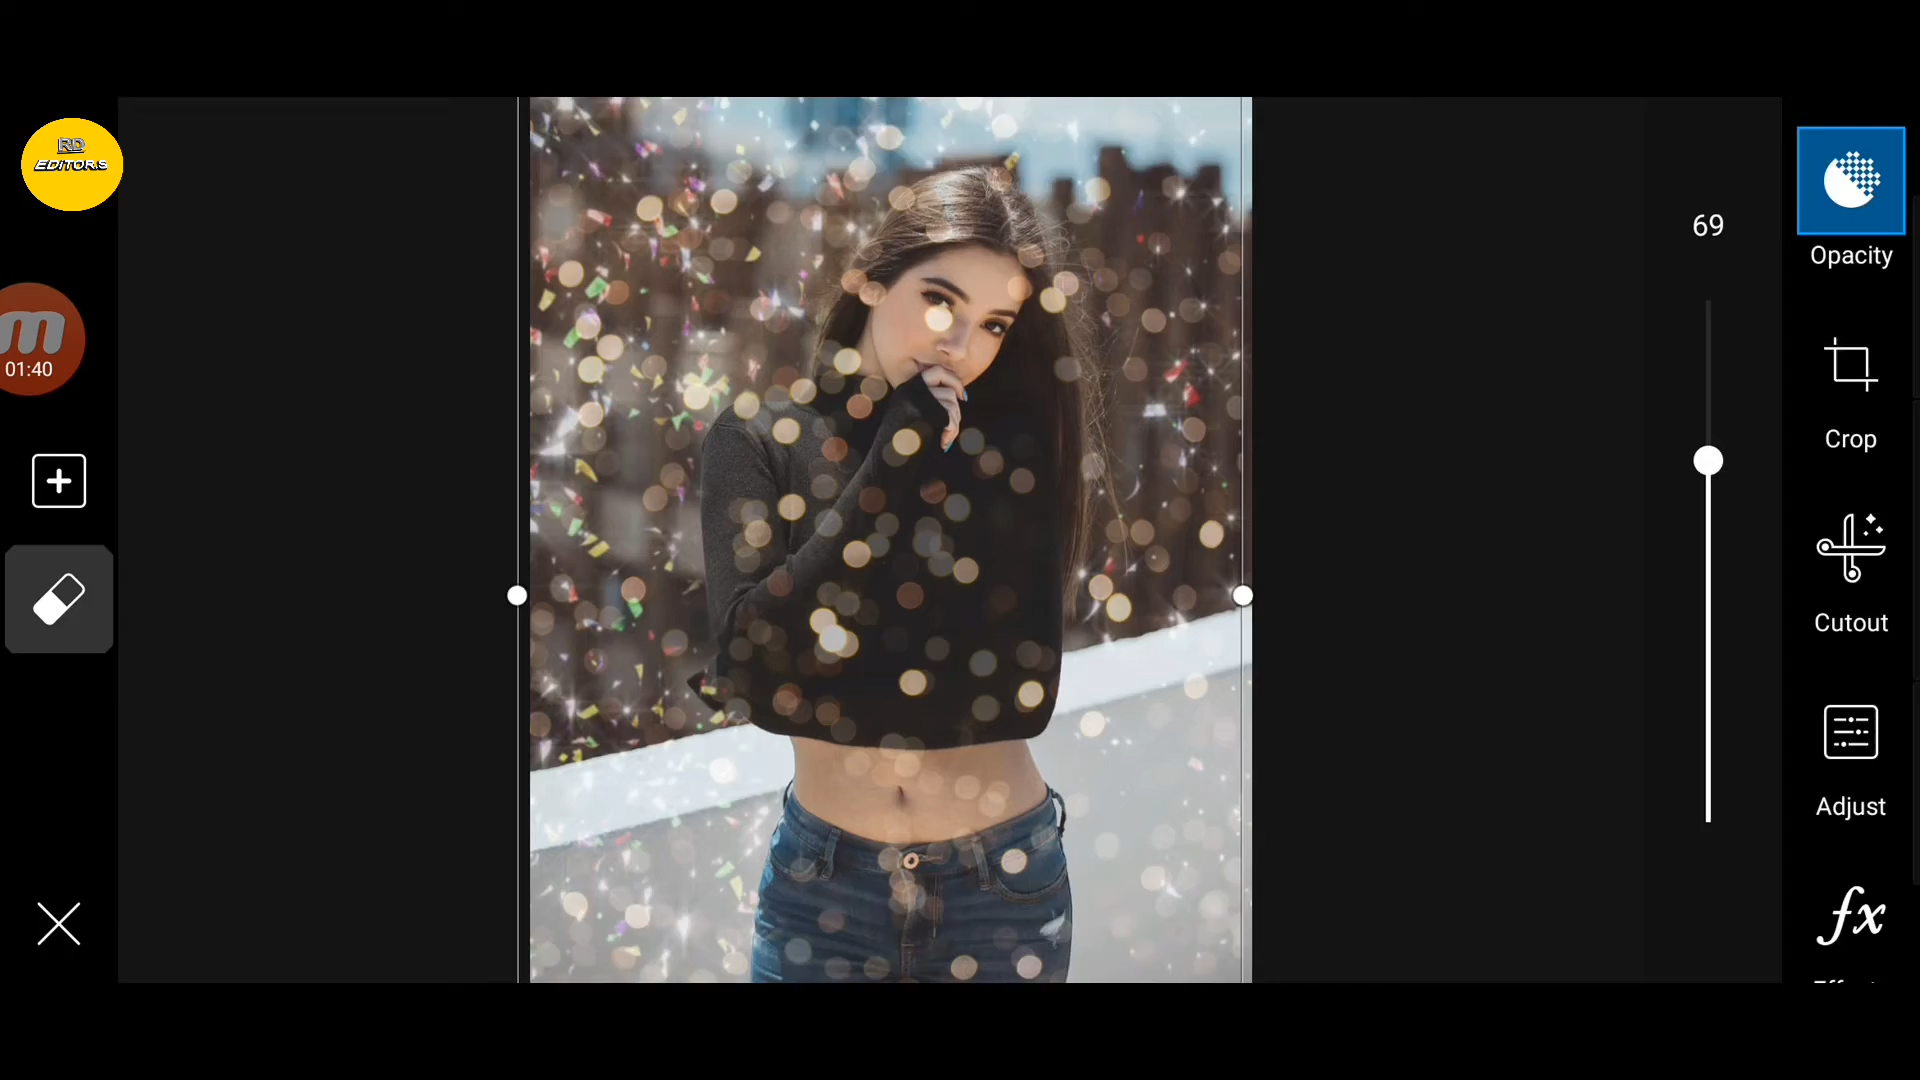 RD
EDITORS
69
Opacity
m
01:40
Crop
Cutout
Adjust
fx